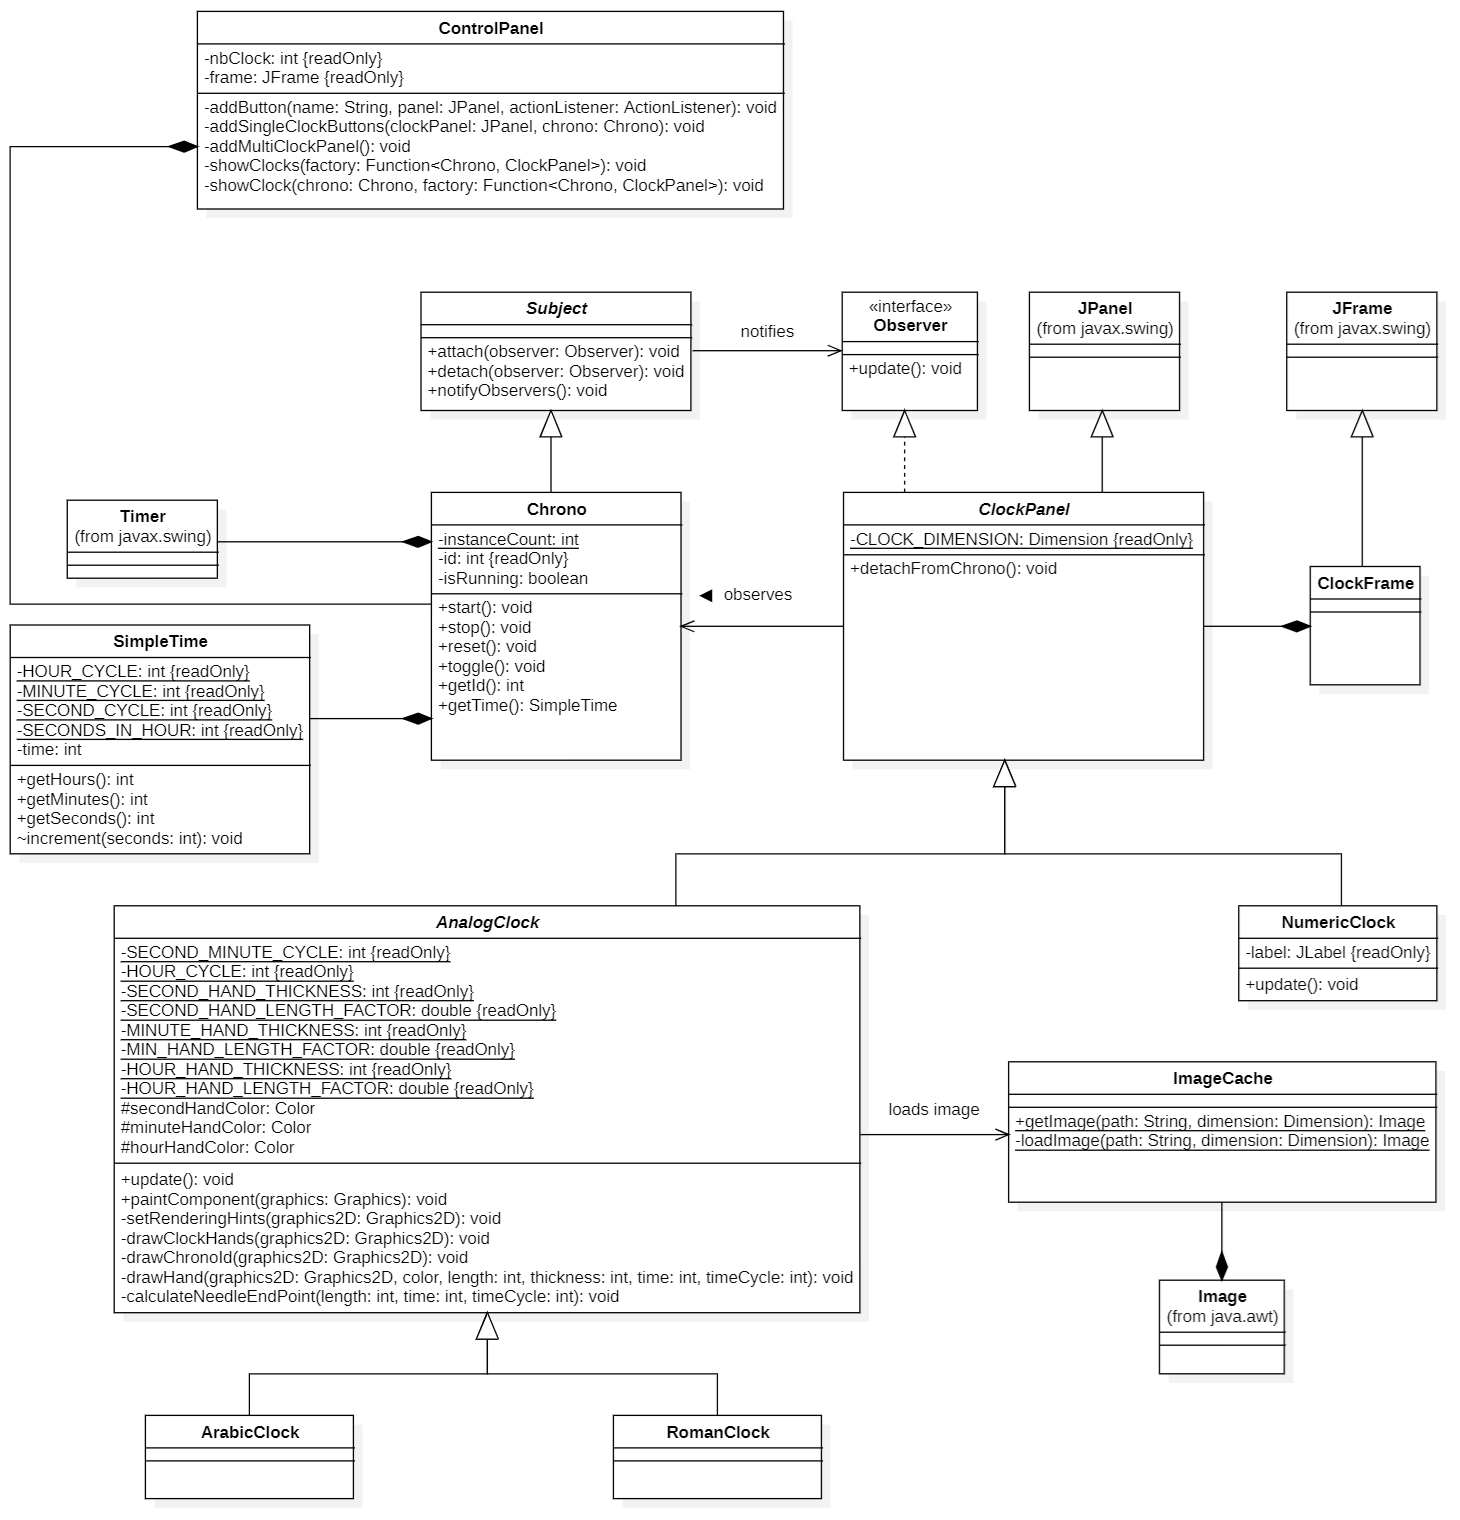 ControlPanel
-nbClock: int {readOnly}
-frame: JFrame {readOnly}
-addButton(name: String, panel: JPanel, actionListener: ActionListener): void
-addSingleClockButtons(clockPanel: JPanel, chrono: Chrono): void
-addMultiClockPanel(): void
-showClocks(factory: Function<Chrono, ClockPanel>): void
-showClock(chrono: Chrono, factory: Function<Chrono, ClockPanel>): void
Subject
+attach(observer: Observer): void
+detach(observer: Observer): void
+notifyObservers(): void
notifies
«interface»
Observer
+update(): void
JPanel
(from javax.swing)
JFrame
(from javax.swing)
Timer
(from javax.swing)
Chrono
-instanceCount: int
-id: int {readOnly}
-isRunning: boolean
+start(): void
+stop(): void
+reset(): void
+toggle(): void
+getId(): int
+getTime(): SimpleTime
◀ observes
ClockPanel
-CLOCK_DIMENSION: Dimension {readOnly}
+detachFromChrono(): void
ClockFrame
SimpleTime
-HOUR_CYCLE: int {readOnly}
-MINUTE_CYCLE: int {readOnly}
-SECOND_CYCLE: int {readOnly}
-SECONDS_IN_HOUR: int {readOnly}
-time: int
+getHours(): int
+getMinutes(): int
+getSeconds(): int
~increment(seconds: int): void
AnalogClock
-SECOND_MINUTE_CYCLE: int {readOnly}
-HOUR_CYCLE: int {readOnly}
-SECOND_HAND_THICKNESS: int {readOnly}
-SECOND_HAND_LENGTH_FACTOR: double {readOnly}
-MINUTE_HAND_THICKNESS: int {readOnly}
-MIN_HAND_LENGTH_FACTOR: double {readOnly}
-HOUR_HAND_THICKNESS: int {readOnly}
-HOUR_HAND_LENGTH_FACTOR: double {readOnly}
#secondHandColor: Color
#minuteHandColor: Color
#hourHandColor: Color
+update(): void
+paintComponent(graphics: Graphics): void
-setRenderingHints(graphics2D: Graphics2D): void
-drawClockHands(graphics2D: Graphics2D): void
-drawChronoId(graphics2D: Graphics2D): void
-drawHand(graphics2D: Graphics2D, color, length: int, thickness: int, time: int, timeCycle: int): void
-calculateNeedleEndPoint(length: int, time: int, timeCycle: int): void
NumericClock
-label: JLabel {readOnly}
+update(): void
loads image
ImageCache
+getImage(path: String, dimension: Dimension): Image
-loadImage(path: String, dimension: Dimension): Image
Image
(from java.awt)
ArabicClock
RomanClock